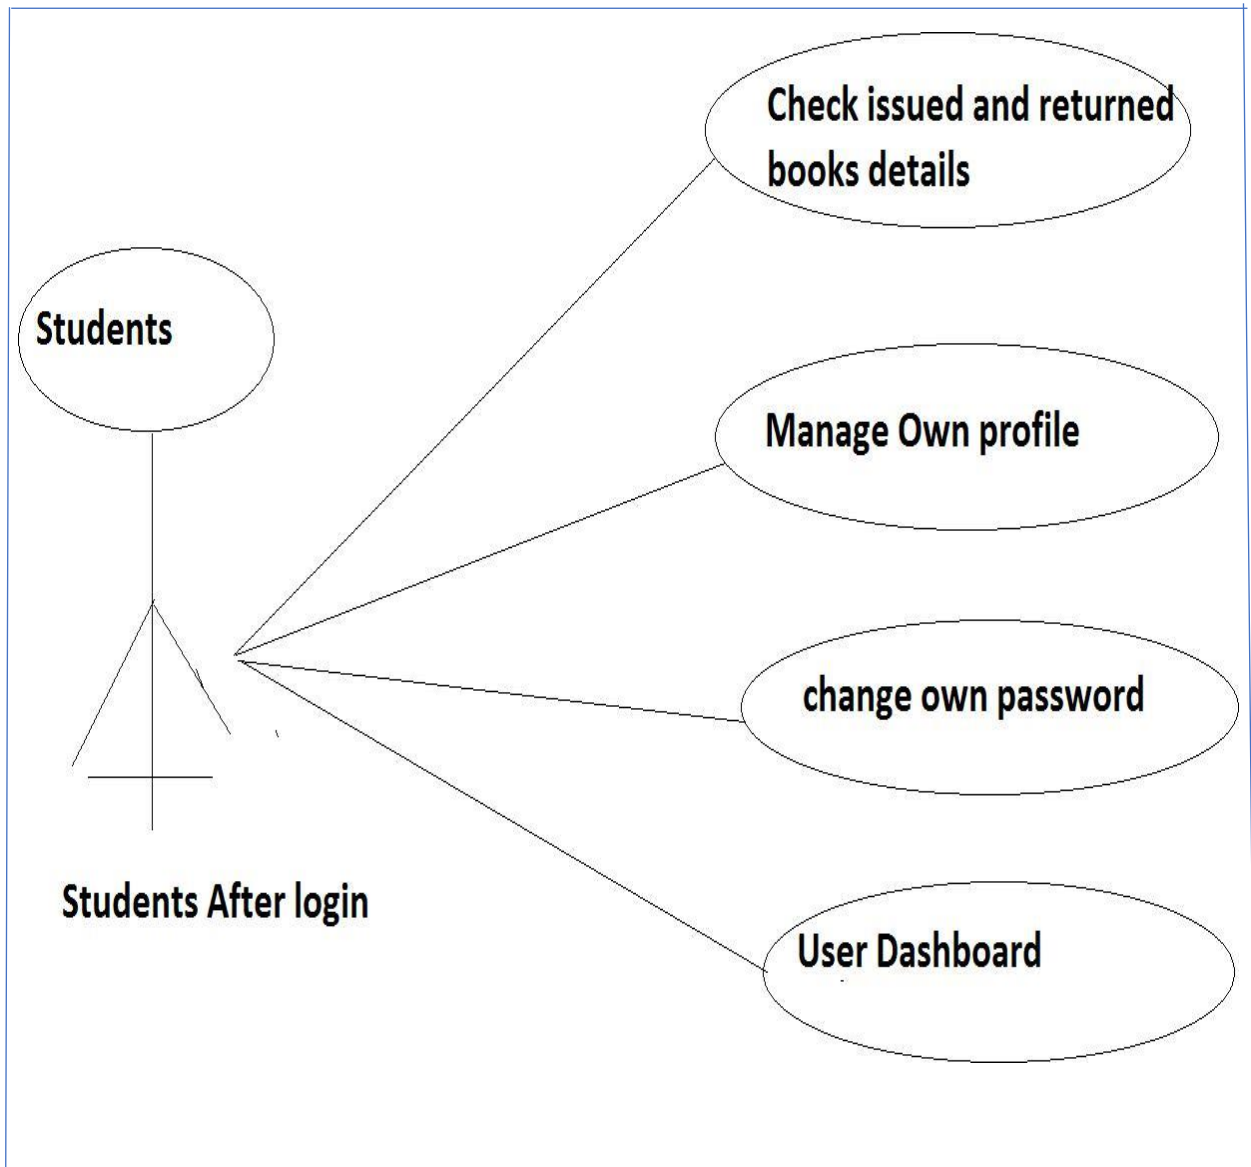 Check issued and returned
books details
Students
Manage Own profile
change own password
Students After login
User Dashboard